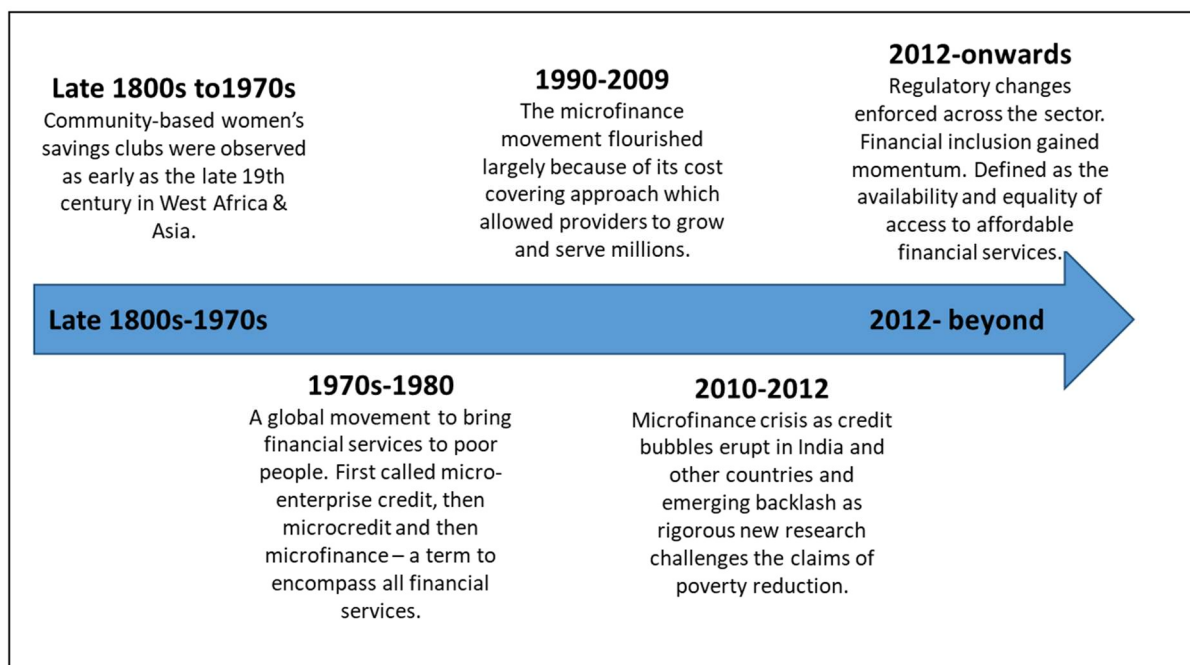 Late 1800s to1970s
Community-based women’s
savings clubs were observed
as early as the late 19th
century in West Africa &
Asia.
1990-2009
The microfinance
movement flourished
largely because of its cost
covering approach which
allowed providers to grow
and serve millions.
2012-onwards
Regulatory changes
enforced across the sector.
Financial inclusion gained
momentum. Defined as the
availability and equality of
access to affordable
financial services.
Late 1800s-1970s
2012- beyond
1970s-1980
A global movement to bring
financial services to poor
people. First called micro-
enterprise credit, then
microcredit and then
microfinance – a term to
encompass all financial
services.
2010-2012
Microfinance crisis as credit
bubbles erupt in India and
other countries and
emerging backlash as
rigorous new research
challenges the claims of
poverty reduction.